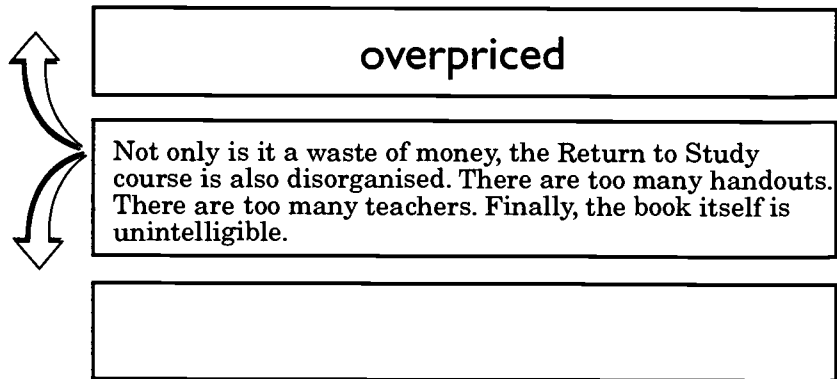 overpriced
Not only is it a waste of money, the Return to Study
course is also disorganised. There are too many handouts.
There are too many teachers. Finally, the book itself is
unintelligible.